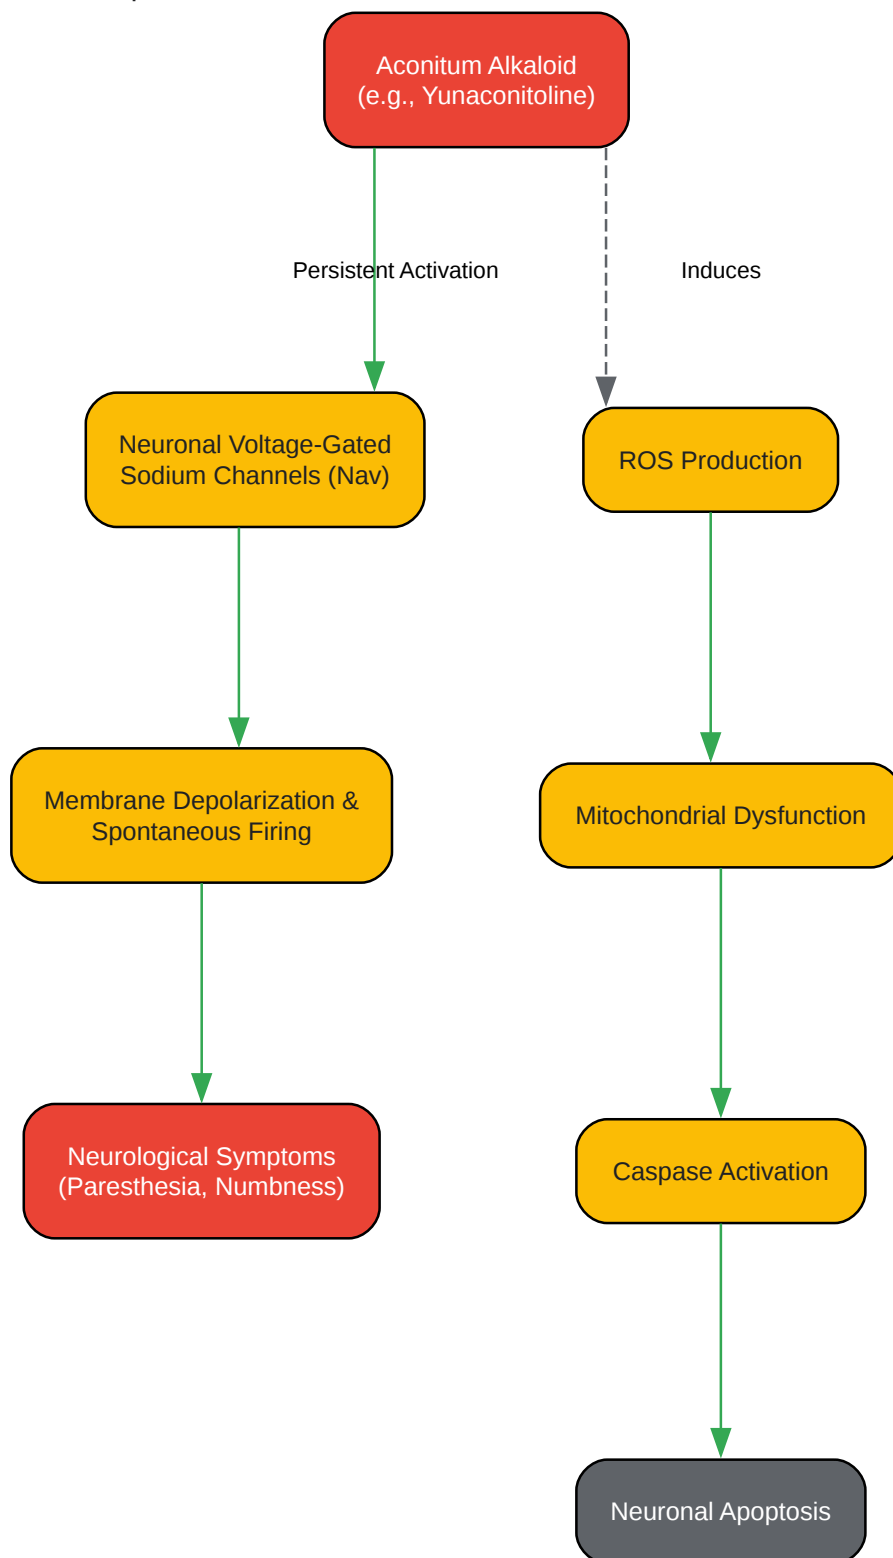 Aconitum Alkaloid
(e.g., Yunaconitoline)
Persistent Activation
Induces
Neuronal Voltage-Gated
Sodium Channels (Nav)
ROS Production
Membrane Depolarization &
Spontaneous Firing
Mitochondrial Dysfunction
Neurological Symptoms
(Paresthesia, Numbness)
Caspase Activation
Neuronal Apoptosis